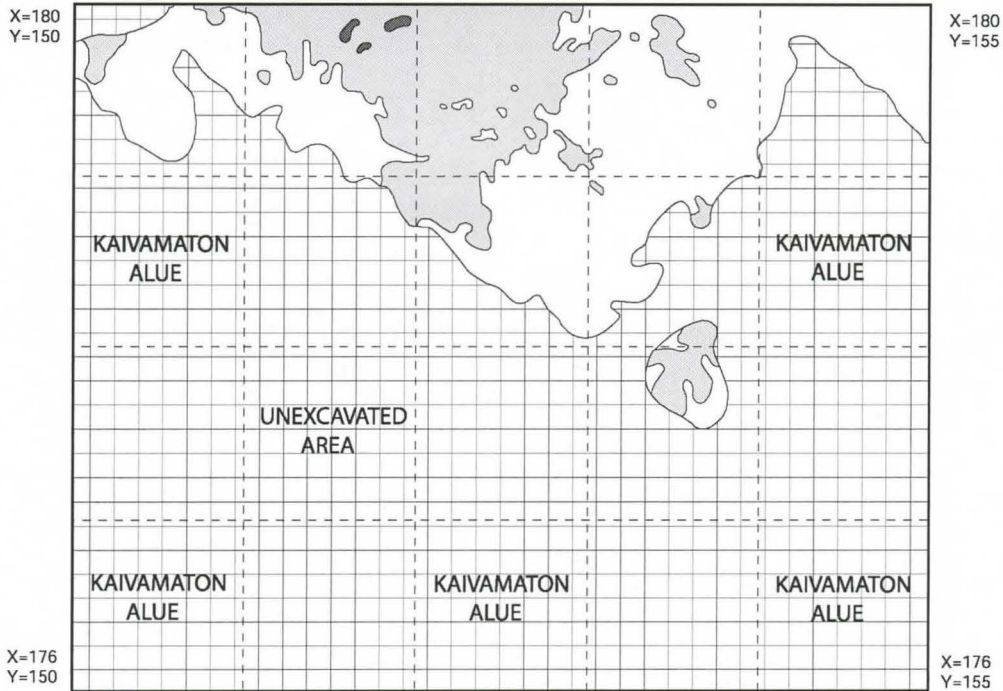 X=180
Y=150
X=180
Y=155
KAIVAMATON
ALUE
KAIVAMATON
ALUE
UNEXCAVATED
AREA
KAIVAMATON
ALUE
KAIVAMATON
ALUE
KAIVAMATON
ALUE
X=176
Y=150
X=176
Y=155